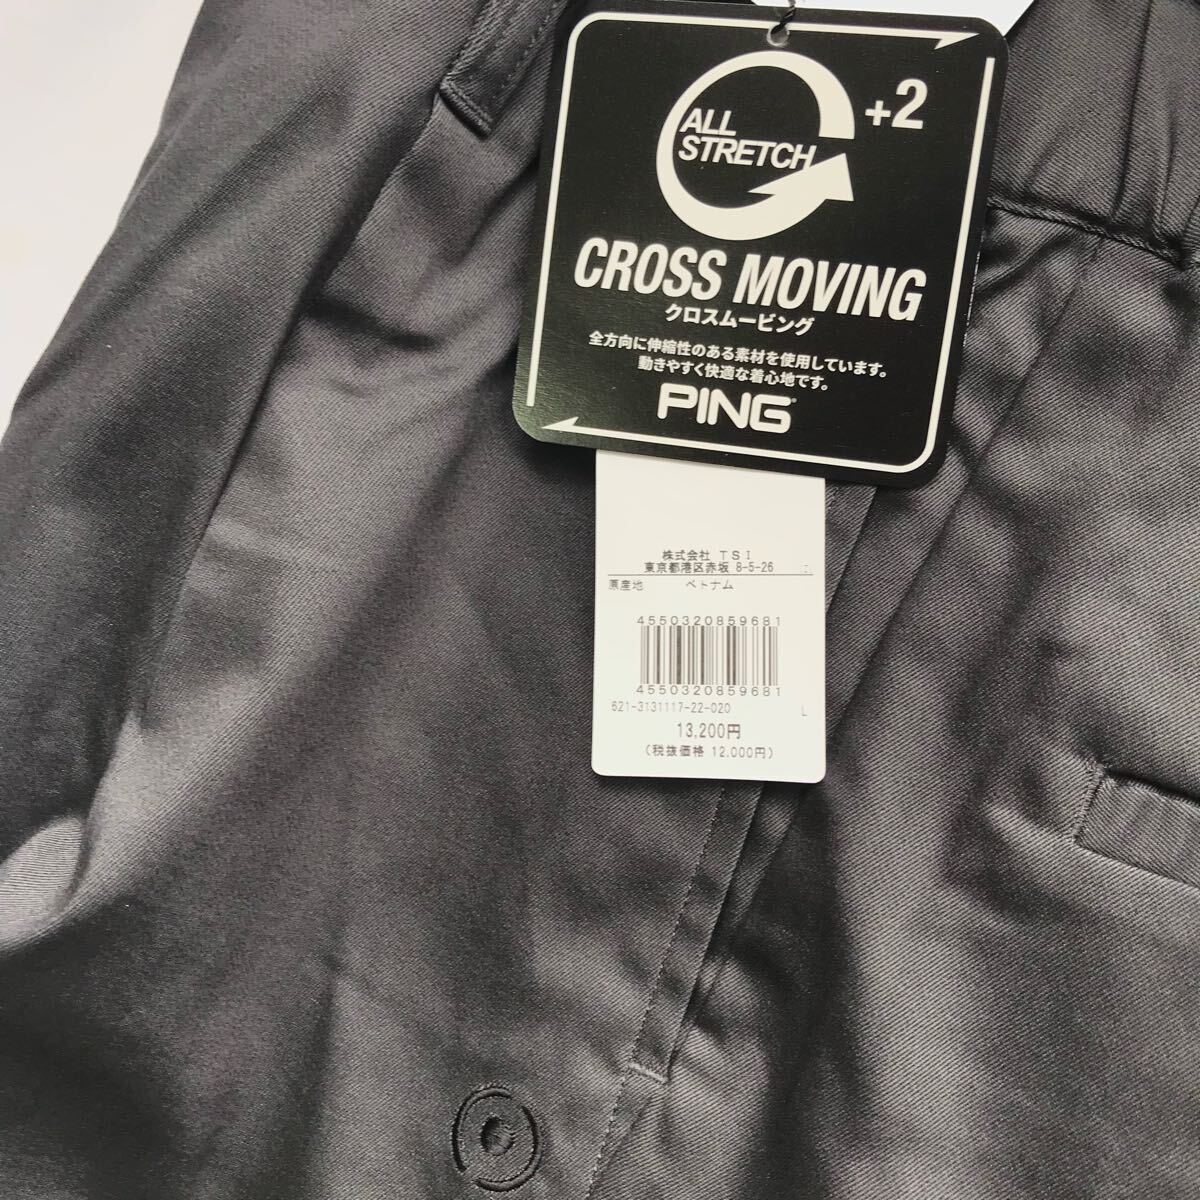 ALL
STRETCH
+2
CROSS MOVING
クロスムービング
全方向に伸縮性のある素材を使用しています。
動きやすく快適な着心地です。
PING
株式会社 TSI
東京都港区赤坂 8-5-26
原産地 ベトナム
4550320859681
4550320859681
621-3131117-22-020 L
13,200円
(税抜価格 12,000円)